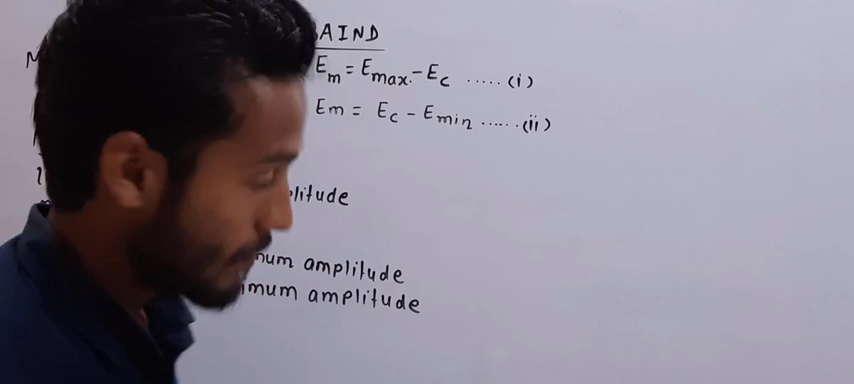 AIND
Em = Emax. - Ec ..... (i)
Em = Ec - Emin ..... (ii)
plitude
num amplitude
imum amplitude